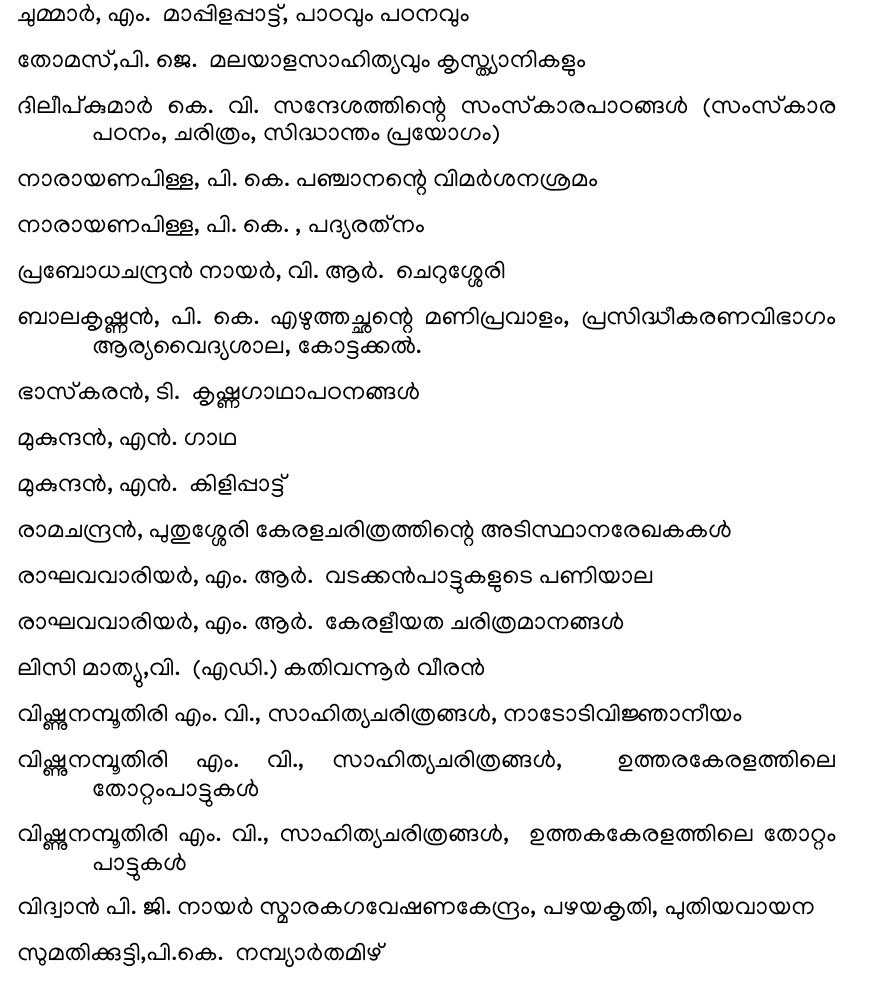 ചുമ്മാർ, എം. മാപ്പിളപ്പാട്ട്, പാഠവും പഠനവും
തോമസ്,പി. ജെ. മലയാളസാഹിത്യവും കൃസ്ത്യാനികളും
ദിലീപ്കുമാർ കെ. വി. സന്ദേശത്തിന്റെ സംസ്കാരപാഠങ്ങൾ (സംസ്കാര
പഠനം, ചരിത്രം, സിദ്ധാന്തം പ്രയോഗം)
നാരായണപിള്ള, പി. കെ. പഞ്ചാനന്റെ വിമർശനശ്രമം
നാരായണപിള്ള, പി. കെ. , പദ്യരത്നം
പ്രബോധചന്ദ്രൻ നായർ, വി. ആർ. ചെറുശ്ശേരി
ബാലകൃഷ്ണൻ, പി. കെ. എഴുത്തച്ഛന്റെ മണിപ്രവാളം, പ്രസിദ്ധീകരണവിഭാഗം
ആര്യവൈദ്യശാല, കോട്ടക്കൽ.
ഭാസ്കരൻ, ടി. കൃഷ്ണഗാഥാപഠനങ്ങൾ
മുകുന്ദൻ, എൻ. ഗാഥ
മുകുന്ദൻ, എൻ. കിളിപ്പാട്ട്
രാമചന്ദ്രൻ, പുതുശ്ശേരി കേരളചരിത്രത്തിന്റെ അടിസ്ഥാനരേഖകകൾ
രാഘവവാരിയർ, എം. ആർ. വടക്കൻപാട്ടുകളുടെ പണിയാല
രാഘവവാരിയർ, എം. ആർ. കേരളീയത ചരിത്രമാനങ്ങൾ
ലിസി മാത്യു,വി. (എഡി.) കതിവന്നൂർ വീരൻ
വിഷ്ണുനമ്പൂതിരി എം. വി., സാഹിത്യചരിത്രങ്ങൾ, നാടോടിവിജ്ഞാനീയം
വിഷ്ണുനമ്പൂതിരി എം. വി., സാഹിത്യചരിത്രങ്ങൾ, ഉത്തരകേരളത്തിലെ
തോറ്റംപാട്ടുകൾ
വിഷ്ണുനമ്പൂതിരി എം. വി., സാഹിത്യചരിത്രങ്ങൾ, ഉത്തകകേരളത്തിലെ തോറ്റം
പാട്ടുകൾ
വിദ്വാൻ പി. ജി. നായർ സ്മാരകഗവേഷണകേന്ദ്രം, പഴയകൃതി, പുതിയവായന
സുമതിക്കുട്ടി,പി.കെ. നമ്പ്യാർതമിഴ്